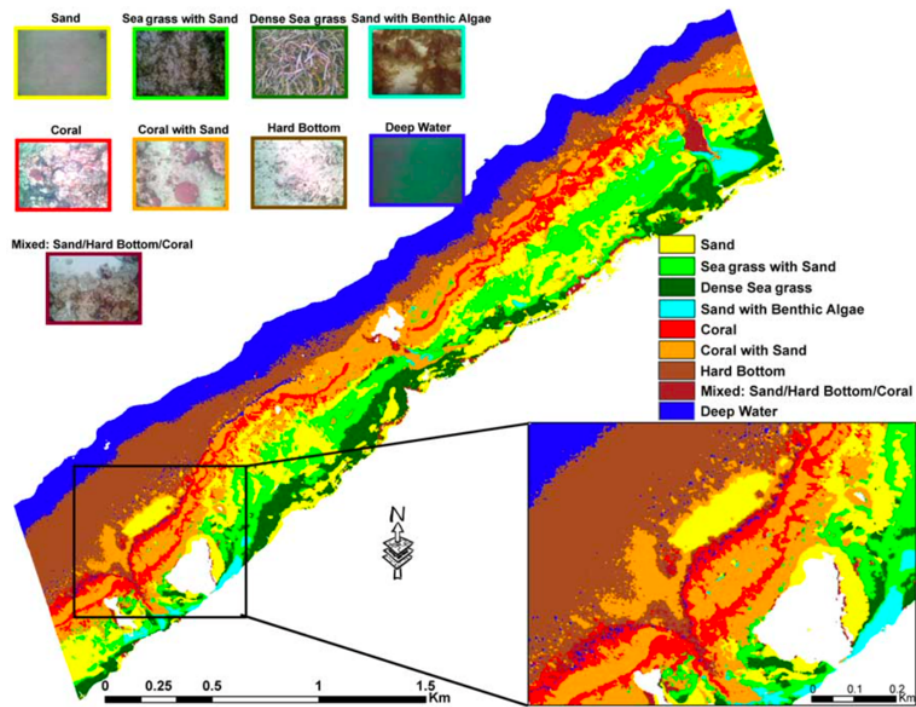 Sand
Sea grass with Sand
Dense Sea grass
Sand with Benthic Algae
Coral
Coral with Sand
Hard Bottom
Deep Water
Mixed: Sand/Hard Bottom/Coral
Sand
Sea grass with Sand
Dense Sea grass
Sand with Benthic Algae
Coral
Coral with Sand
Hard Bottom
Mixed: Sand/Hard Bottom/Coral
Deep Water
N
0 0.25 0.5 1 1.5
Km
0 0.1 0.2
Km